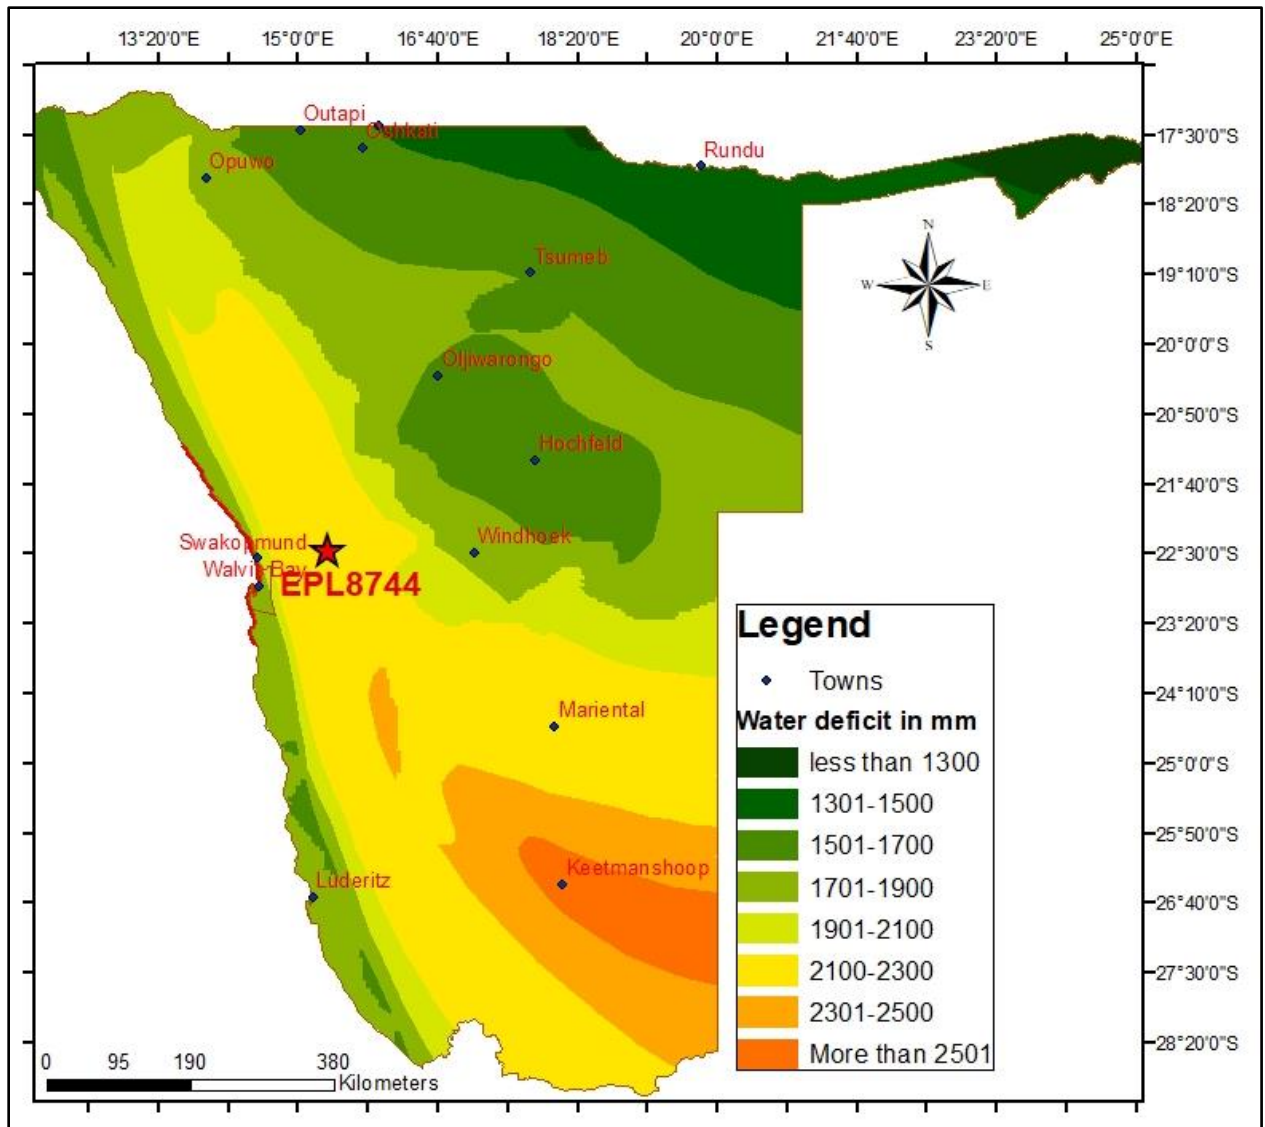 13°20'0"E 15°0'0"E 16°40'0"E 18°20'0"E 20°0'0"E 21°40'0"E 23°20'0"E 25°0'0"E
Outapi
Oshkati
Rundu
17°30'0"S
Opuwo
18°20'0"S
N
Tsumeb
19°10'0"S
W E
S
20°0'0"S
Oljiwarongo
20°50'0"S
Hochfeld
21°40'0"S
Windhoek
Swakopmund
22°30'0"S
Walvis Bay
EPL8744
23°20'0"S
Legend
Towns
24°10'0"S
Mariental
Water deficit in mm
less than 1300
25°0'0"S
1301-1500
25°50'0"S
1501-1700
Keetmanshoop
Luderitz
1701-1900
26°40'0"S
1901-2100
2100-2300
27°30'0"S
2301-2500
28°20'0"S
More than 2501
0 95 190 380
Kilometers